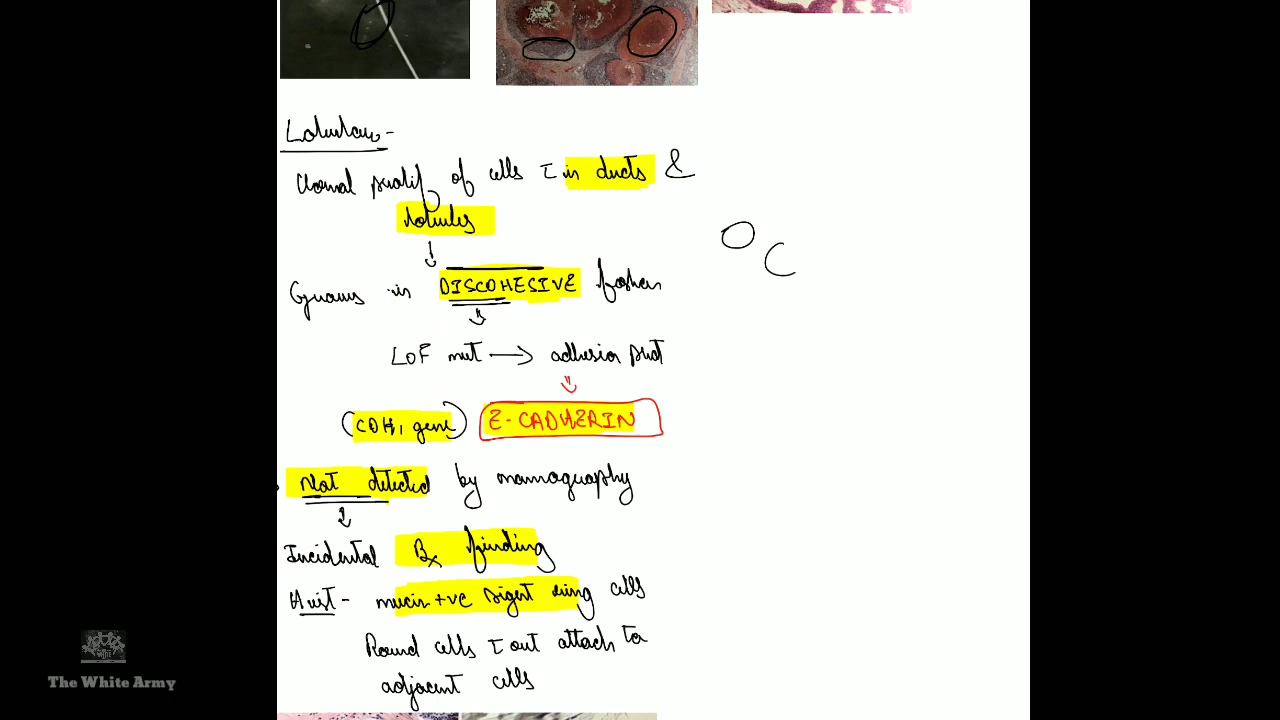 Lobular -
Clonal prolif of cells c in ducts &
lobules
↓
Grows in DISCOHESIVE fashion
↓
LOF mut → adhesion prot
↓
(CDH1 gene) E-CADHERIN
Not detected by mamography
↓
Incidental Bx finding
Hist - mucin +ve signet ring cells
Round cells c out attach to
adjacent cells
The White Army